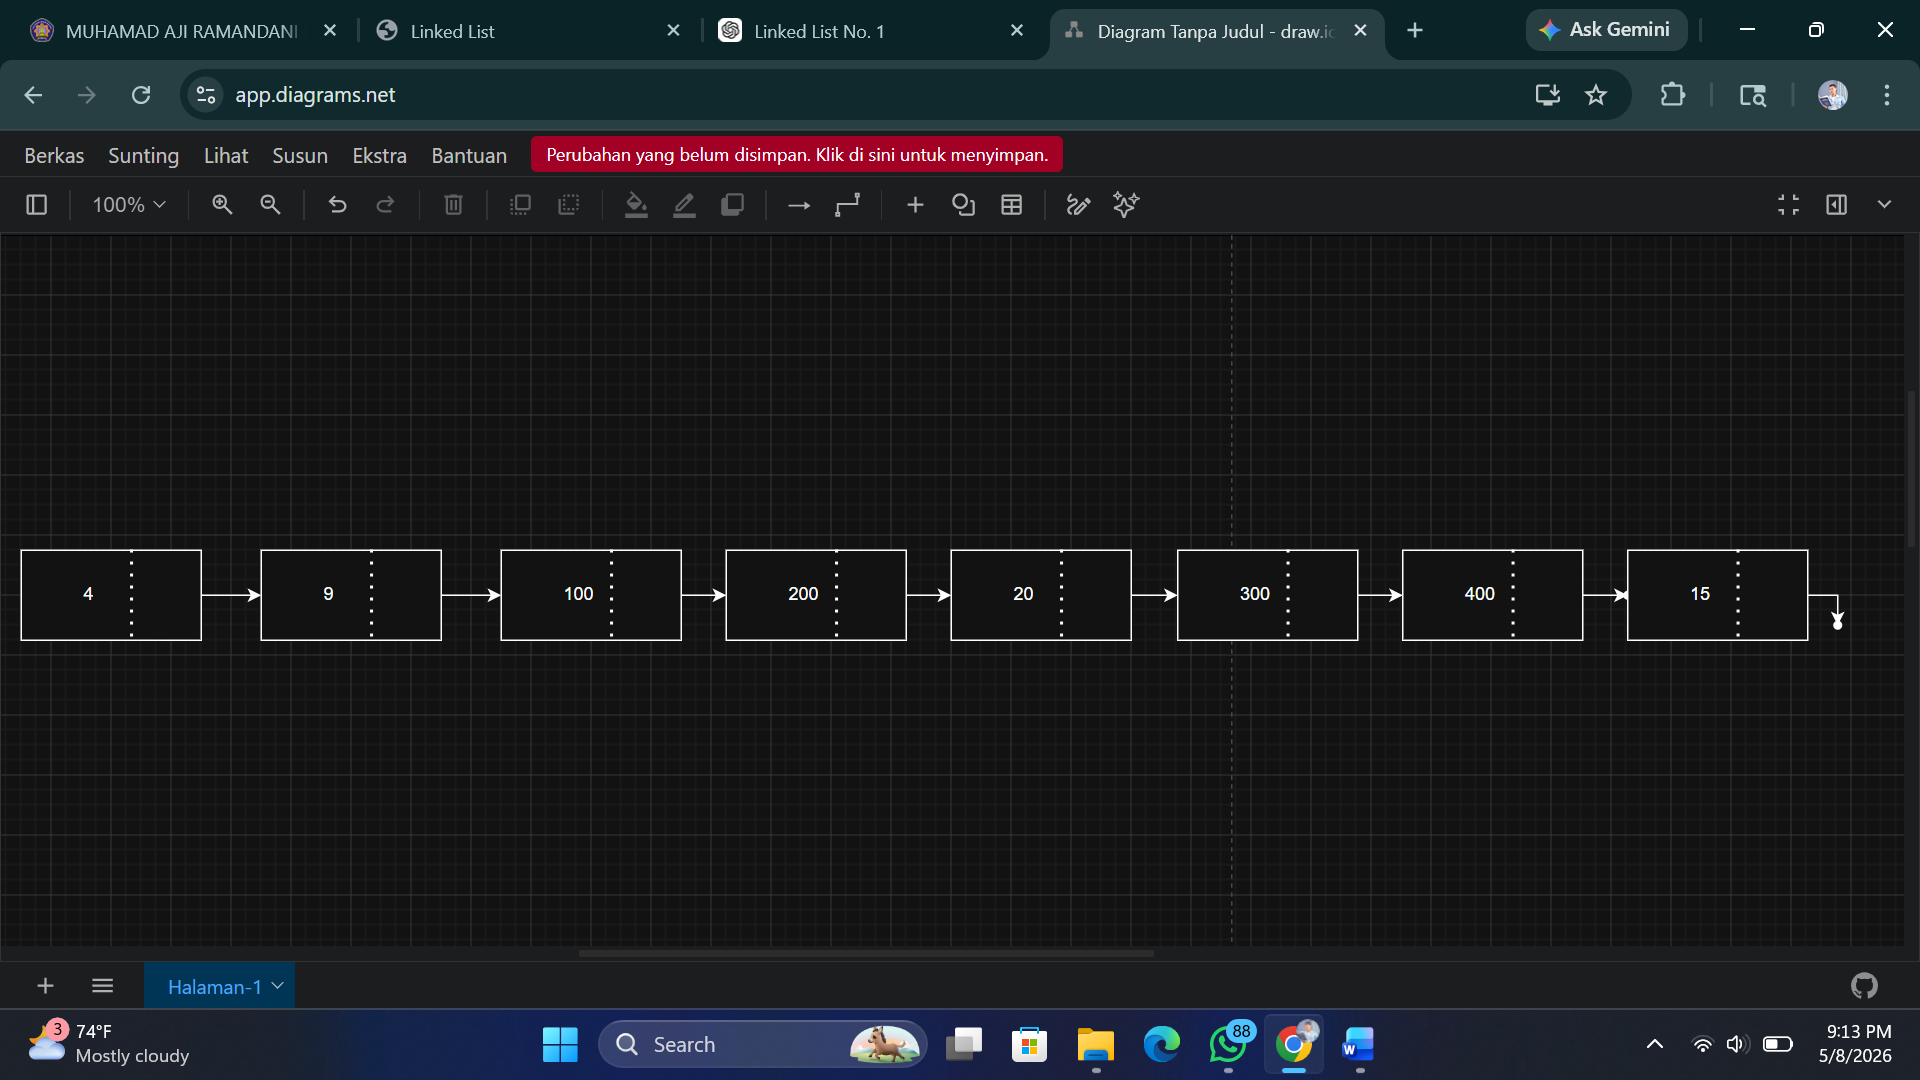 MUHAMAD AJI RAMANDANI
Linked List
Linked List No. 1
Diagram Tanpa Judul - draw.io
Ask Gemini
app.diagrams.net
Berkas Sunting Lihat Susun Ekstra Bantuan Perubahan yang belum disimpan. Klik di sini untuk menyimpan.
100%
4 9 100 200 20 300 400 15
Halaman-1
3 74°F
Mostly cloudy
Search
88
W
9:13 PM
5/8/2026